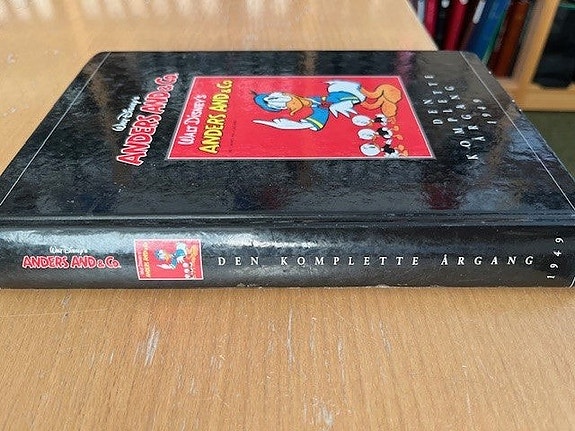 Walt Disney's
ANDERS AND & Co.
WALT DISNEY'S
ANDERS AND & Co
DEN
KOMPLETTE
ÅRGANG
1949
Walt Disney's
ANDERS AND & Co.
DEN KOMPLETTE ÅRGANG 1949